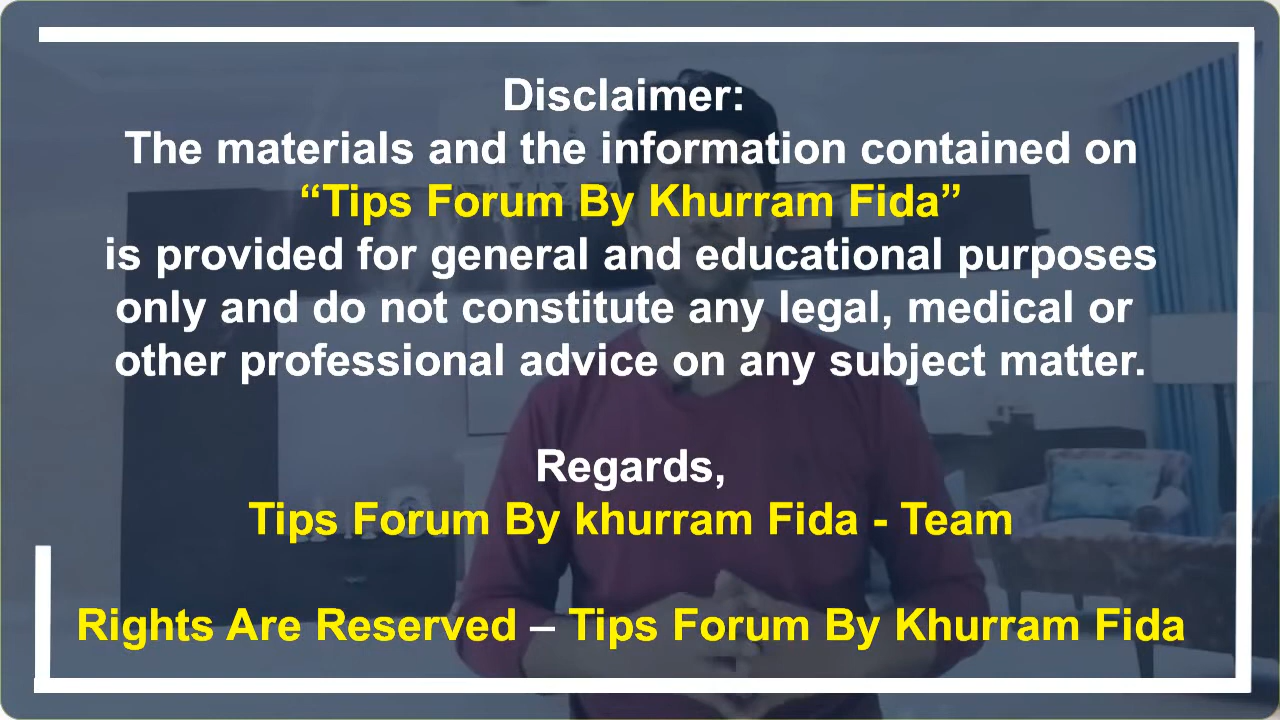 Disclaimer:
The materials and the information contained on
“Tips Forum By Khurram Fida”
is provided for general and educational purposes
only and do not constitute any legal, medical or
other professional advice on any subject matter.
Regards,
Tips Forum By khurram Fida - Team
Rights Are Reserved – Tips Forum By Khurram Fida